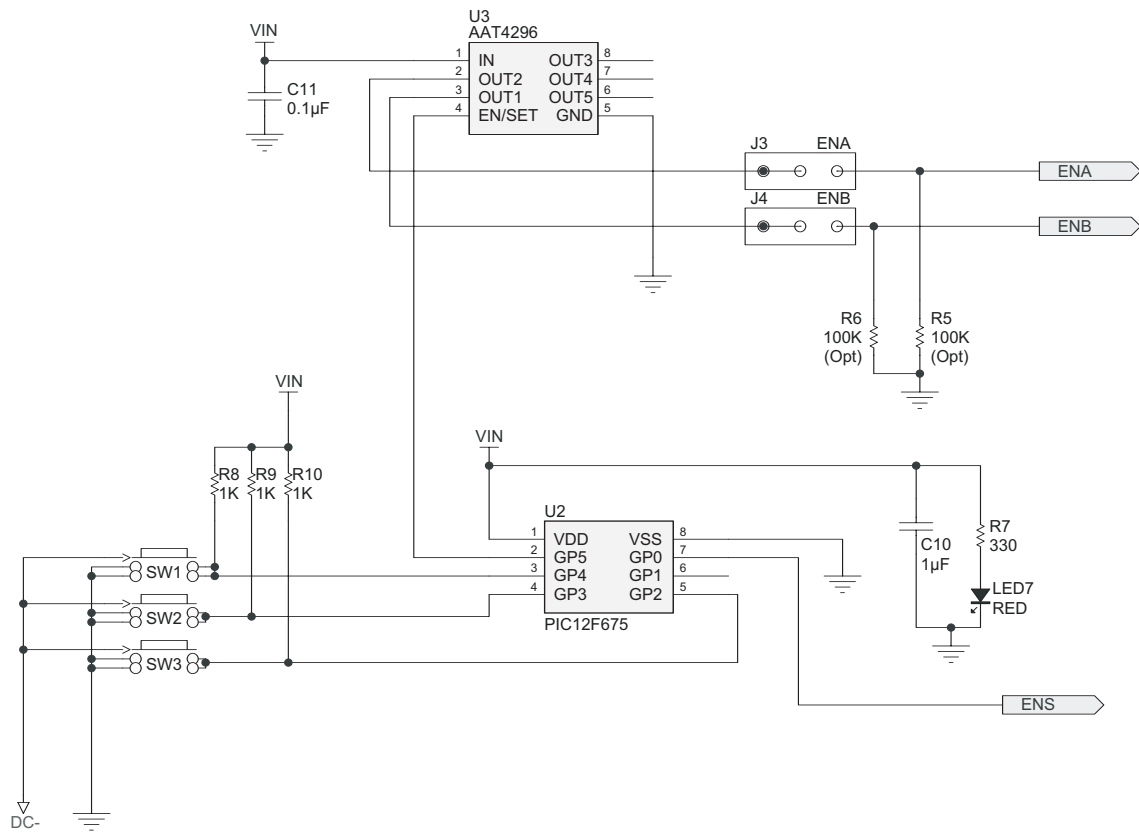 U3
AAT4296
VIN
1 IN OUT3 8
2 OUT2 OUT4 7
3 OUT1 OUT5 6
4 EN/SET GND 5
C11
0.1µF
J3 ENA
ENA
J4 ENB
ENB
R6
100K
(Opt)
R5
100K
(Opt)
VIN
R8
1K
R9
1K
R10
1K
VIN
U2
1 VDD VSS 8
2 GP5 GP0 7
3 GP4 GP1 6
4 GP3 GP2 5
PIC12F675
C10
1µF
R7
330
LED7
RED
SW1
SW2
SW3
ENS
DC-